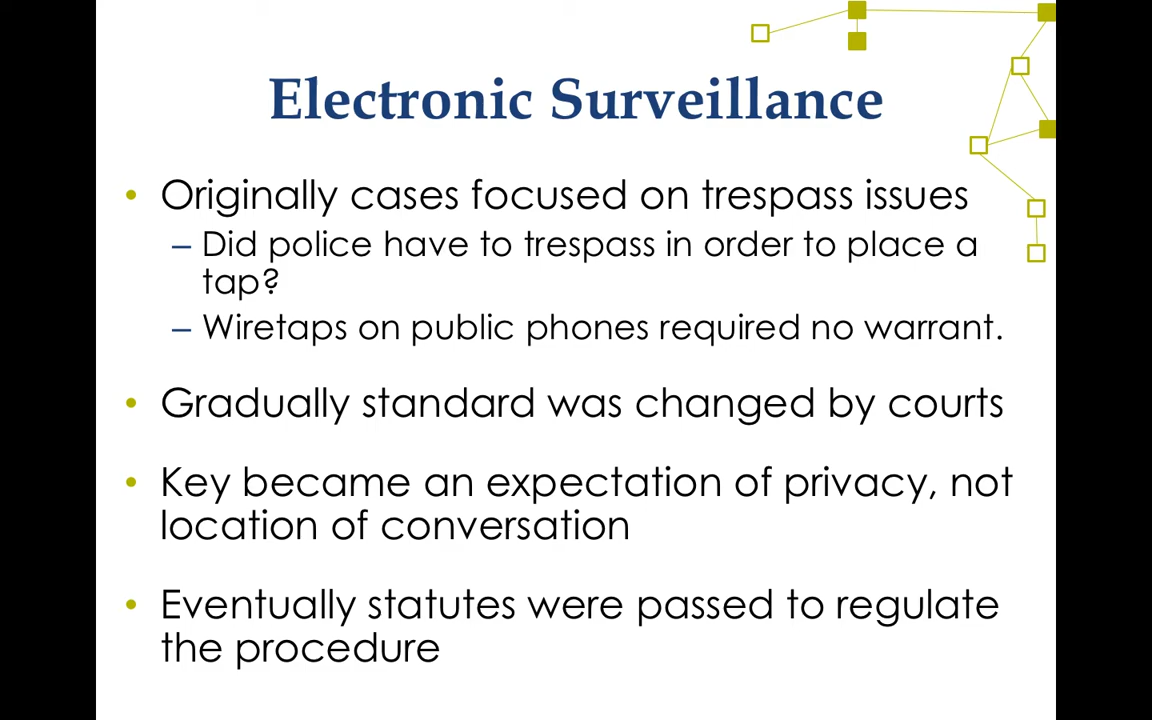 Electronic Surveillance
• Originally cases focused on trespass issues
– Did police have to trespass in order to place a
tap?
– Wiretaps on public phones required no warrant.
• Gradually standard was changed by courts
• Key became an expectation of privacy, not
location of conversation
• Eventually statutes were passed to regulate
the procedure